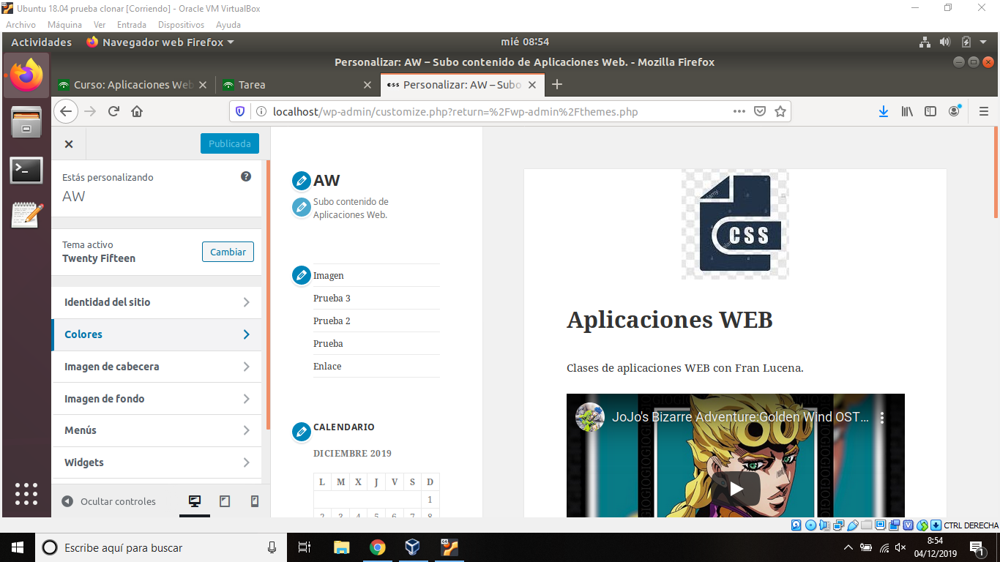 Ubuntu 18.04 prueba clonar [Corriendo] - Oracle VM VirtualBox
Archivo Máquina Ver Entrada Dispositivos Ayuda
Actividades Navegador web Firefox mié 08:54
Personalizar: AW – Subo contenido de Aplicaciones Web. - Mozilla Firefox
Curso: Aplicaciones Web Tarea css Personalizar: AW – Subo
localhost/wp-admin/customize.php?return=%2Fwp-admin%2Fthemes.php
Publicada
Estás personalizando
AW
Tema activo
Twenty Fifteen
Cambiar
Identidad del sitio
Colores
Imagen de cabecera
Imagen de fondo
Menús
Widgets
Ocultar controles
AW
Subo contenido de
Aplicaciones Web.
Imagen
Prueba 3
Prueba 2
Prueba
Enlace
CALENDARIO
DICIEMBRE 2019
L M X J V S D
1
2 3 4 5 6 7 8
CSS
Aplicaciones WEB
Clases de aplicaciones WEB con Fran Lucena.
JoJo's Bizarre Adventure:Golden Wind OST...
CTRL DERECHA
Escribe aquí para buscar
64
8:54
04/12/2019
1